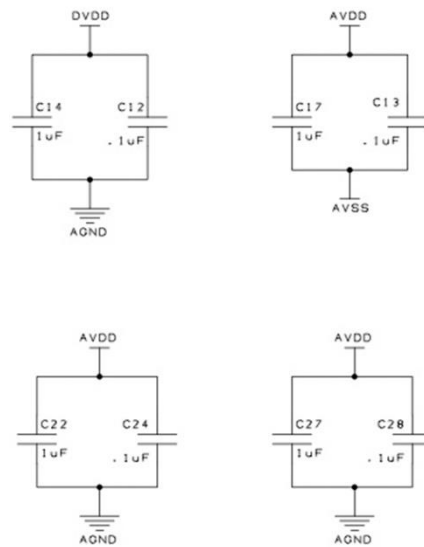 DVDD
AVDD
C14
C12
C17
C13
1uF
.1uF
1uF
.1uF
AGND
AVSS
AVDD
AVDD
C22
C24
C27
C28
1uF
.1uF
1uF
.1uF
AGND
AGND